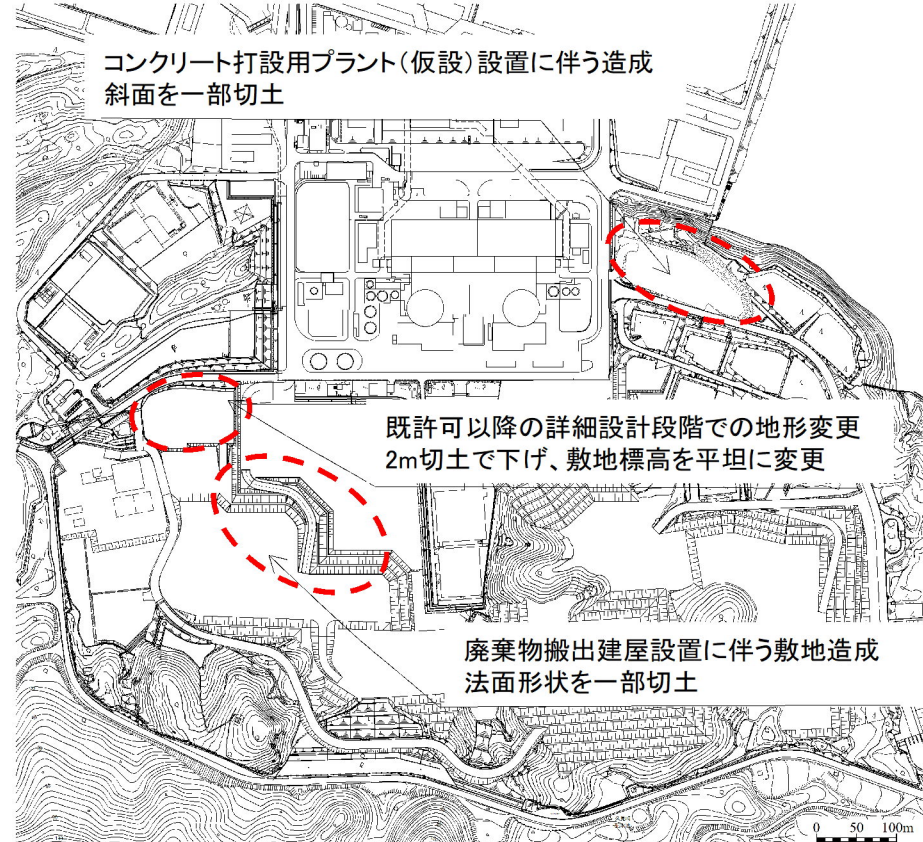 コンクリート打設用プラント(仮設)設置に伴う造成
斜面を一部切土
既許可以降の詳細設計段階での地形変更
2m切土で下げ、敷地標高を平坦に変更
廃棄物搬出建屋設置に伴う敷地造成
法面形状を一部切土
0 50 100m